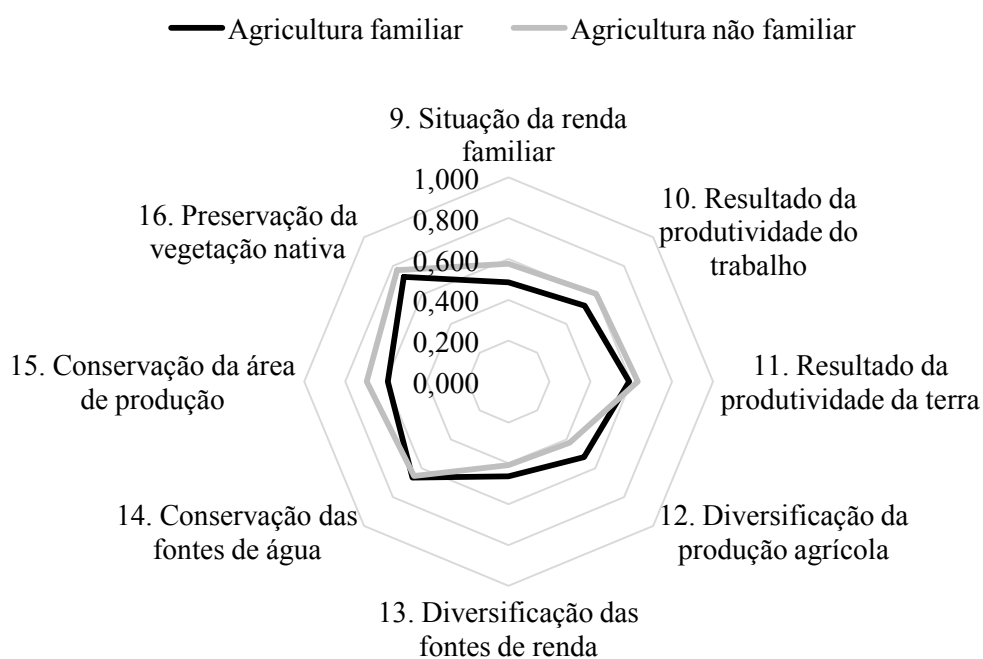 Agricultura familiar
Agricultura não familiar
9. Situação da renda
familiar
10. Resultado da
produtividade do
trabalho
11. Resultado da
produtividade da terra
12. Diversificação da
produção agrícola
13. Diversificação das
fontes de renda
14. Conservação das
fontes de água
15. Conservação da área
de produção
16. Preservação da
vegetação nativa
1,000
0,800
0,600
0,400
0,200
0,000